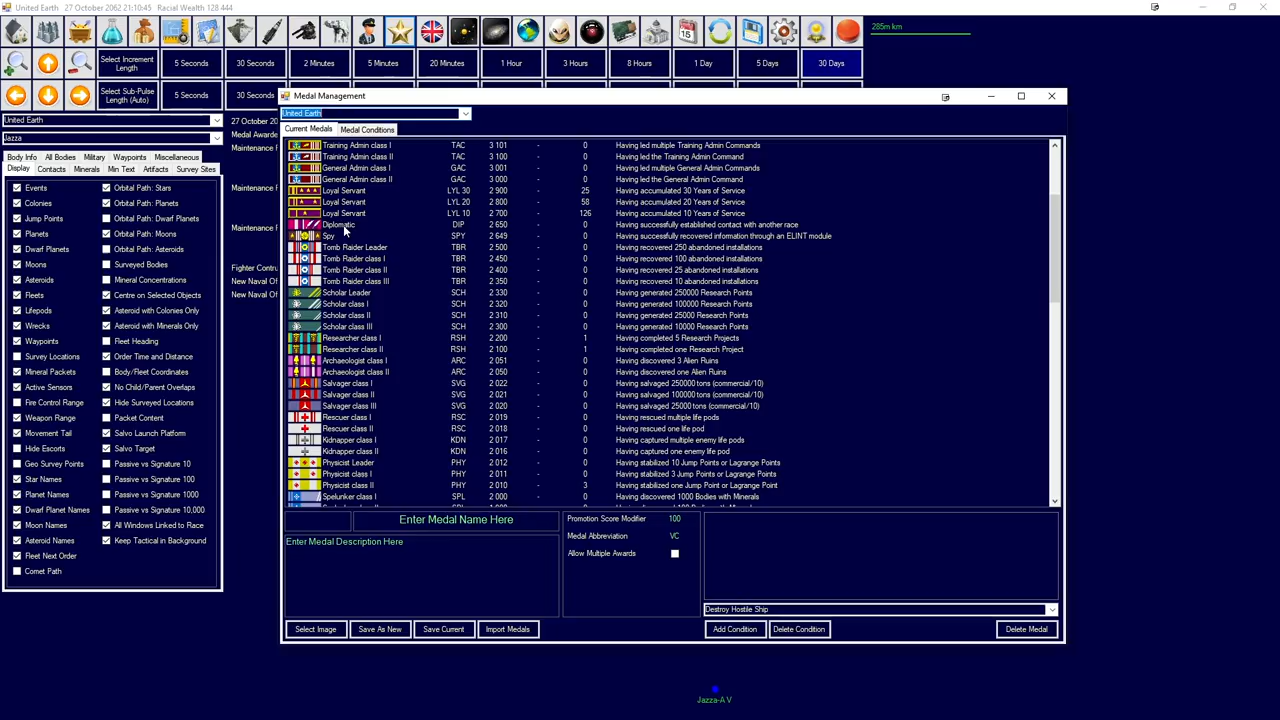 United Earth   27 October 2062 21:10:45   Racial Wealth 128 444
285m km
Select Increment Length
5 Seconds
30 Seconds
2 Minutes
5 Minutes
20 Minutes
1 Hour
3 Hours
8 Hours
1 Day
5 Days
30 Days
Select Sub-Pulse Length (Auto)
5 Seconds
30 Seconds
United Earth
Jazza
Body Info  All Bodies  Military  Waypoints  Miscellaneous
Display  Contacts  Minerals  Min Text  Artifacts  Survey Sites
Events  Orbital Path: Stars
Colonies  Orbital Path: Planets
Jump Points  Orbital Path: Dwarf Planets
Planets  Orbital Path: Moons
Dwarf Planets  Orbital Path: Asteroids
Moons  Surveyed Bodies
Asteroids  Mineral Concentrations
Fleets  Centre on Selected Objects
Lifepods  Asteroid with Colonies Only
Wrecks  Asteroid with Minerals Only
Waypoints  Fleet Heading
Survey Locations  Order Time and Distance
Mineral Packets  Body/Fleet Coordinates
Active Sensors  No Child/Parent Overlaps
Fire Control Range  Hide Surveyed Locations
Weapon Range  Packet Content
Movement Tail  Salvo Launch Platform
Hide Escorts  Salvo Target
Geo Survey Points  Passive vs Signature 10
Star Names  Passive vs Signature 100
Planet Names  Passive vs Signature 1000
Dwarf Planet Names  Passive vs Signature 10,000
Moon Names  All Windows Linked to Race
Asteroid Names  Keep Tactical in Background
Fleet Next Order
Comet Path
27 October 20
Medal Awarde
Maintenance F
Maintenance F
Maintenance F
Fighter Contro
New Naval Of
New Naval Of
Medal Management
United Earth
Current Medals  Medal Conditions
Training Admin class I  TAC  3 101  -  0  Having led multiple Training Admin Commands
Training Admin class II  TAC  3 100  -  0  Having led the Training Admin Command
General Admin class I  GAC  3 001  -  0  Having led multiple General Admin Commands
General Admin class II  GAC  3 000  -  0  Having led the General Admin Command
Loyal Servant  LYL 30  2 900  -  25  Having accumulated 30 Years of Service
Loyal Servant  LYL 20  2 800  -  58  Having accumulated 20 Years of Service
Loyal Servant  LYL 10  2 700  -  126  Having accumulated 10 Years of Service
Diplomatic  DIP  2 650  -  0  Having successfully established contact with another race
Spy  SPY  2 649  -  0  Having successfully recovered information through an ELINT module
Tomb Raider Leader  TBR  2 500  -  0  Having recovered 250 abandoned installations
Tomb Raider class I  TBR  2 450  -  0  Having recovered 100 abandoned installations
Tomb Raider class II  TBR  2 400  -  0  Having recovered 25 abandoned installations
Tomb Raider class III  TBR  2 350  -  0  Having recovered 10 abandoned installations
Scholar Leader  SCH  2 330  -  0  Having generated 250000 Research Points
Scholar class I  SCH  2 320  -  0  Having generated 100000 Research Points
Scholar class II  SCH  2 310  -  0  Having generated 25000 Research Points
Scholar class III  SCH  2 300  -  0  Having generated 10000 Research Points
Researcher class I  RSH  2 200  -  1  Having completed 5 Research Projects
Researcher class II  RSH  2 100  -  1  Having completed one Research Project
Archaeologist class I  ARC  2 051  -  0  Having discovered 3 Alien Ruins
Archaeologist class II  ARC  2 050  -  0  Having discovered one Alien Ruins
Salvager class I  SVG  2 022  -  0  Having salvaged 250000 tons (commercial/10)
Salvager class II  SVG  2 021  -  0  Having salvaged 100000 tons (commercial/10)
Salvager class III  SVG  2 020  -  0  Having salvaged 25000 tons (commercial/10)
Rescuer class I  RSC  2 019  -  0  Having rescued multiple life pods
Rescuer class II  RSC  2 018  -  0  Having rescued one life pod
Kidnapper class I  KDN  2 017  -  0  Having captured multiple enemy life pods
Kidnapper class II  KDN  2 016  -  0  Having captured one enemy life pod
Physicist Leader  PHY  2 012  -  0  Having stabilized 10 Jump Points or Lagrange Points
Physicist class I  PHY  2 011  -  0  Having stabilized 3 Jump Points or Lagrange Points
Physicist class II  PHY  2 010  -  3  Having stabilized one Jump Point or Lagrange Point
Spelunker class I  SPL  2 000  -  0  Having discovered 1000 Bodies with Minerals
Enter Medal Name Here
Enter Medal Description Here
Promotion Score Modifier  100
Medal Abbreviation  VC
Allow Multiple Awards
Destroy Hostile Ship
Select Image  Save As New  Save Current  Import Medals  Add Condition  Delete Condition  Delete Medal
Jazza-A V